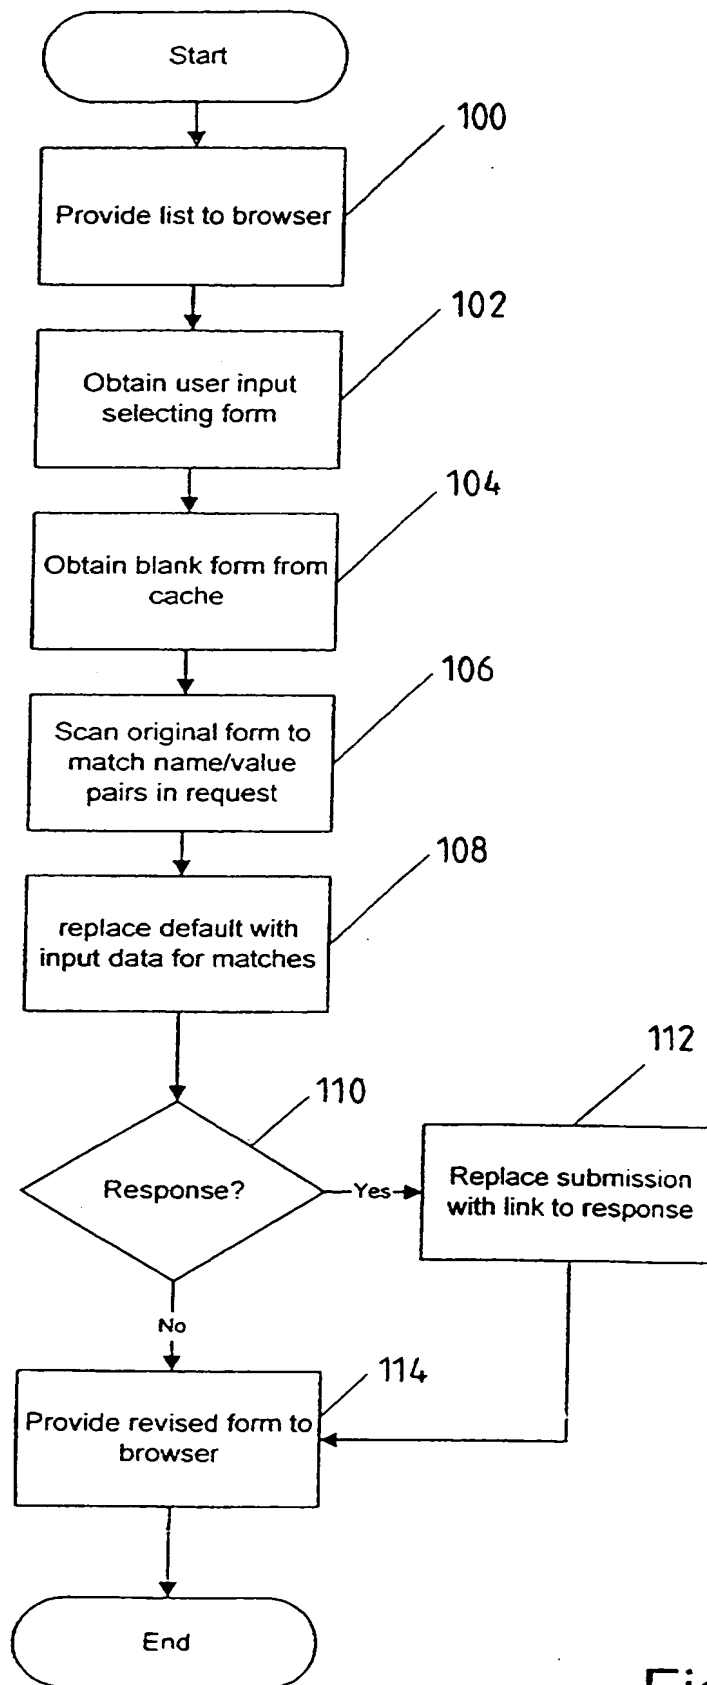 Start
100
Provide list to browser
102
Obtain user input
selecting form
104
Obtain blank form from
cache
106
Scan original form to
match name/value
pairs in request
108
replace default with
input data for matches
110
Response?
Yes
112
Replace submission
with link to response
No
114
Provide revised form to
browser
End